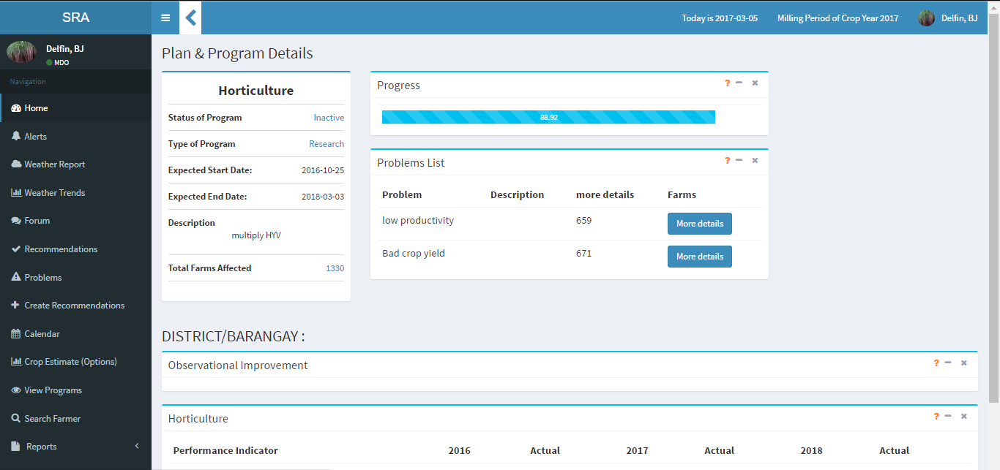 SRA
Today is 2017-03-05 Milling Period of Crop Year 2017 Delfin, BJ
Delfin, BJ
MDO
Navigation
Home
Alerts
Weather Report
Weather Trends
Forum
Recommendations
Problems
Create Recommendations
Calendar
Crop Estimate (Options)
View Programs
Search Farmer
Reports
Plan & Program Details
Horticulture
Status of Program Inactive
Type of Program Research
Expected Start Date: 2016-10-25
Expected End Date: 2018-03-03
Description
multiply HYV
Total Farms Affected 1330
Progress ?
88.92
Problems List ?
Problem Description more details Farms
low productivity 659 More details
Bad crop yield 671 More details
DISTRICT/BARANGAY :
Observational Improvement ?
Horticulture ?
Performance Indicator 2016 Actual 2017 Actual 2018 Actual